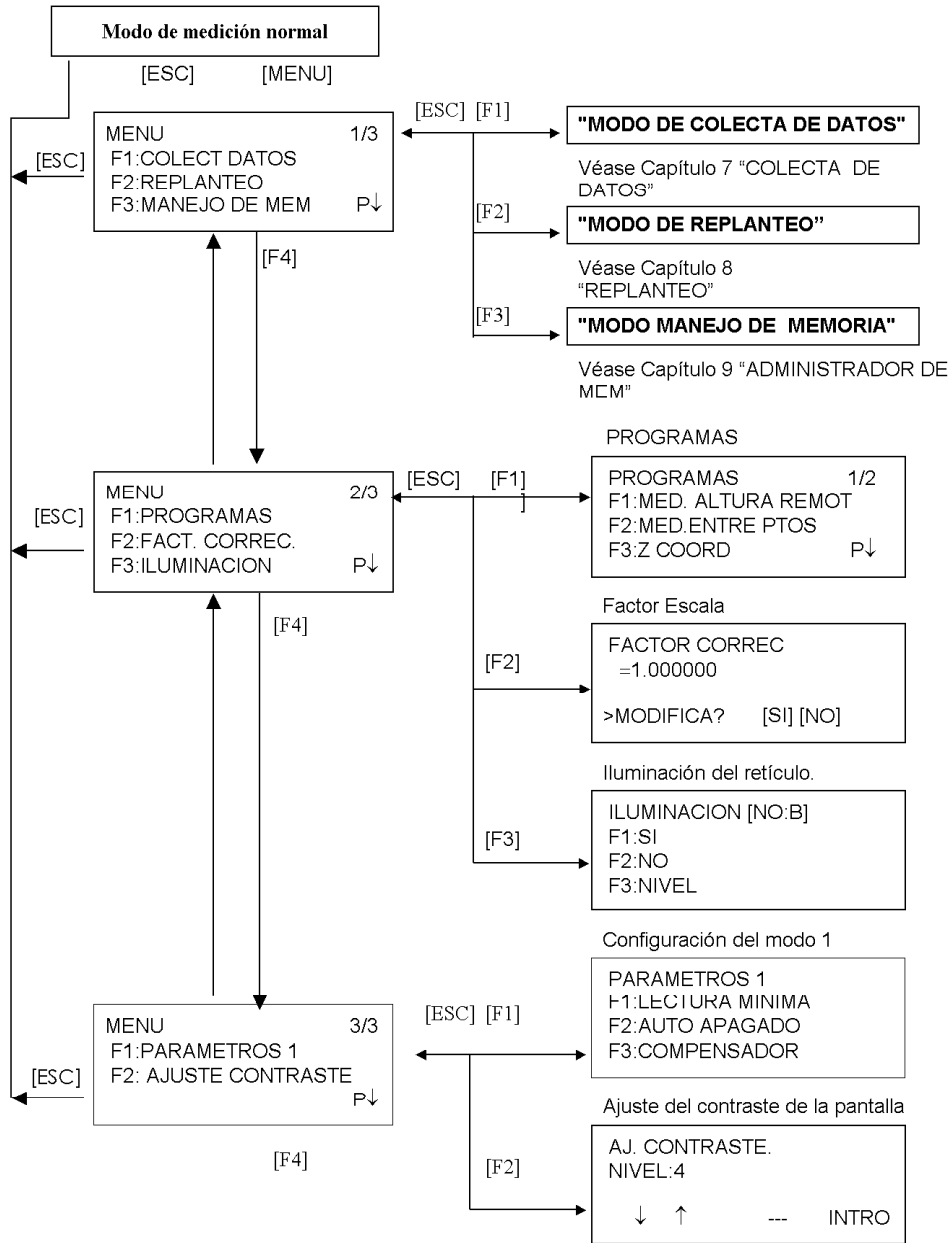 Modo de medición normal
[ESC] [MENU]
[ESC]
MENU 1/3
F1:COLECT DATOS
F2:REPLANTEO
F3:MANEJO DE MEM P↓
[F4]
[ESC] [F1]
"MODO DE COLECTA DE DATOS"
Véase Capítulo 7 “COLECTA DE
DATOS”
[F2]
"MODO DE REPLANTEO”
Véase Capítulo 8
“REPLANTEO”
[F3]
"MODO MANEJO DE MEMORIA"
Véase Capítulo 9 “ADMINISTRADOR DE
MEM”
[ESC]
MENU 2/3
F1:PROGRAMAS
F2:FACT. CORREC.
F3:ILUMINACION P↓
[F4]
[ESC] [F1]
]
PROGRAMAS
PROGRAMAS 1/2
F1:MED. ALTURA REMOT
F2:MED.ENTRE PTOS
F3:Z COORD P↓
[F2]
Factor Escala
FACTOR CORREC
=1.000000
>MODIFICA? [SI] [NO]
[F3]
Iluminación del retículo.
ILUMINACION [NO:B]
F1:SI
F2:NO
F3:NIVEL
[ESC]
MENU 3/3
F1:PARAMETROS 1
F2: AJUSTE CONTRASTE
P↓
[F4]
[ESC] [F1]
Configuración del modo 1
PARAMETROS 1
F1:LECTURA MINIMA
F2:AUTO APAGADO
F3:COMPENSADOR
[F2]
Ajuste del contraste de la pantalla
AJ. CONTRASTE.
NIVEL:4
↓ ↑ --- INTRO